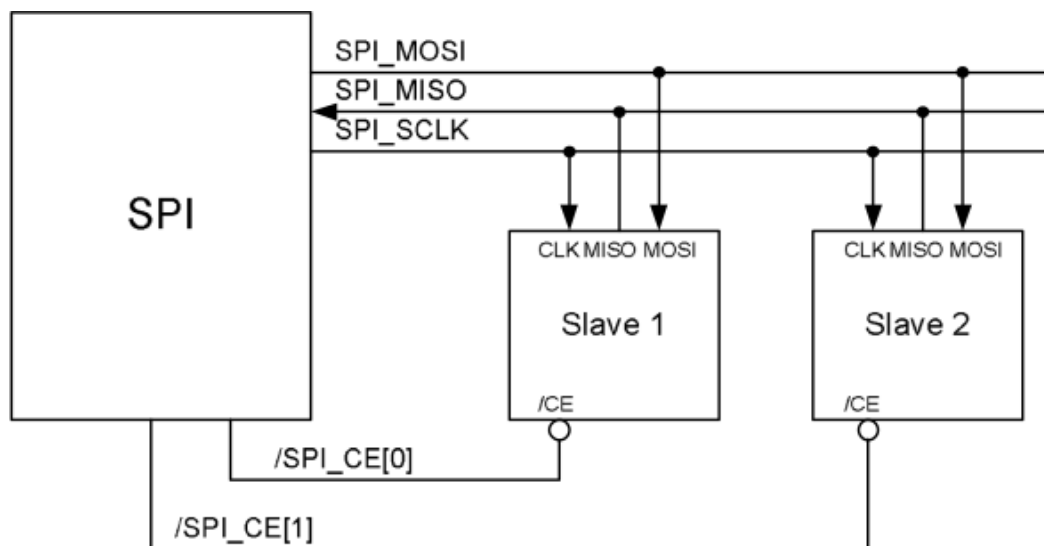 SPI_MOSI
SPI_MISO
SPI_SCLK
SPI
CLK MISO MOSI
CLK MISO MOSI
Slave 1
Slave 2
/CE
/CE
/SPI_CE[0]
/SPI_CE[1]